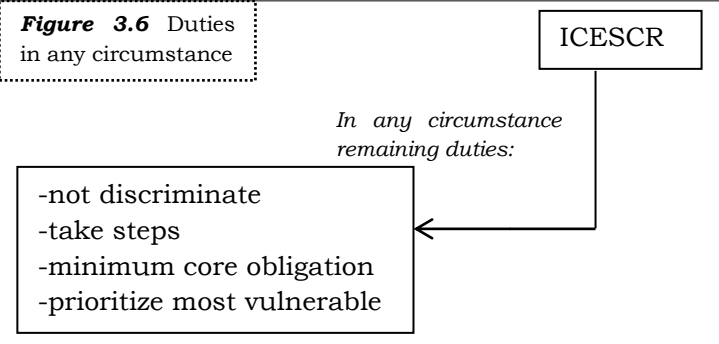 Figure 3.6 Duties
in any circumstance
ICESCR
In any circumstance
remaining duties:
-not discriminate
-take steps
-minimum core obligation
-prioritize most vulnerable